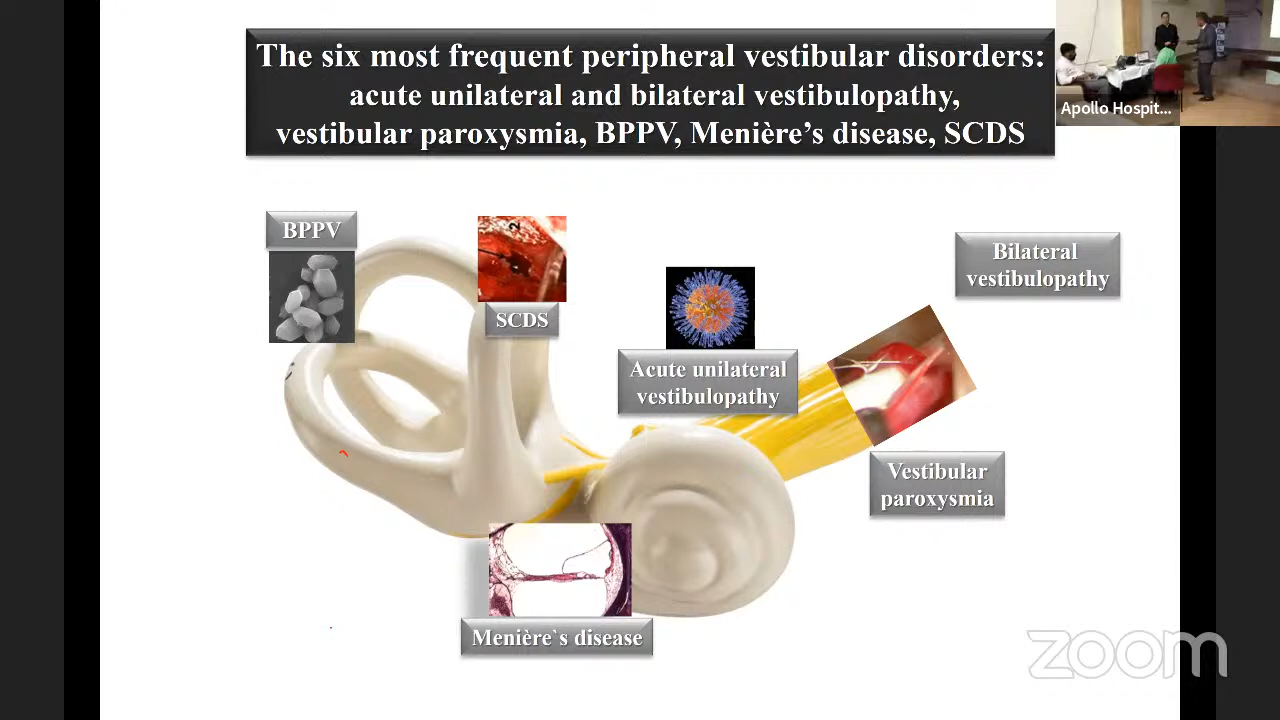 The six most frequent peripheral vestibular disorders:
acute unilateral and bilateral vestibulopathy,
vestibular paroxysmia, BPPV, Menière’s disease, SCDS
Apollo Hospit...
BPPV
2
SCDS
Bilateral
vestibulopathy
Acute unilateral
vestibulopathy
Vestibular
paroxysmia
Menière`s disease
zoom